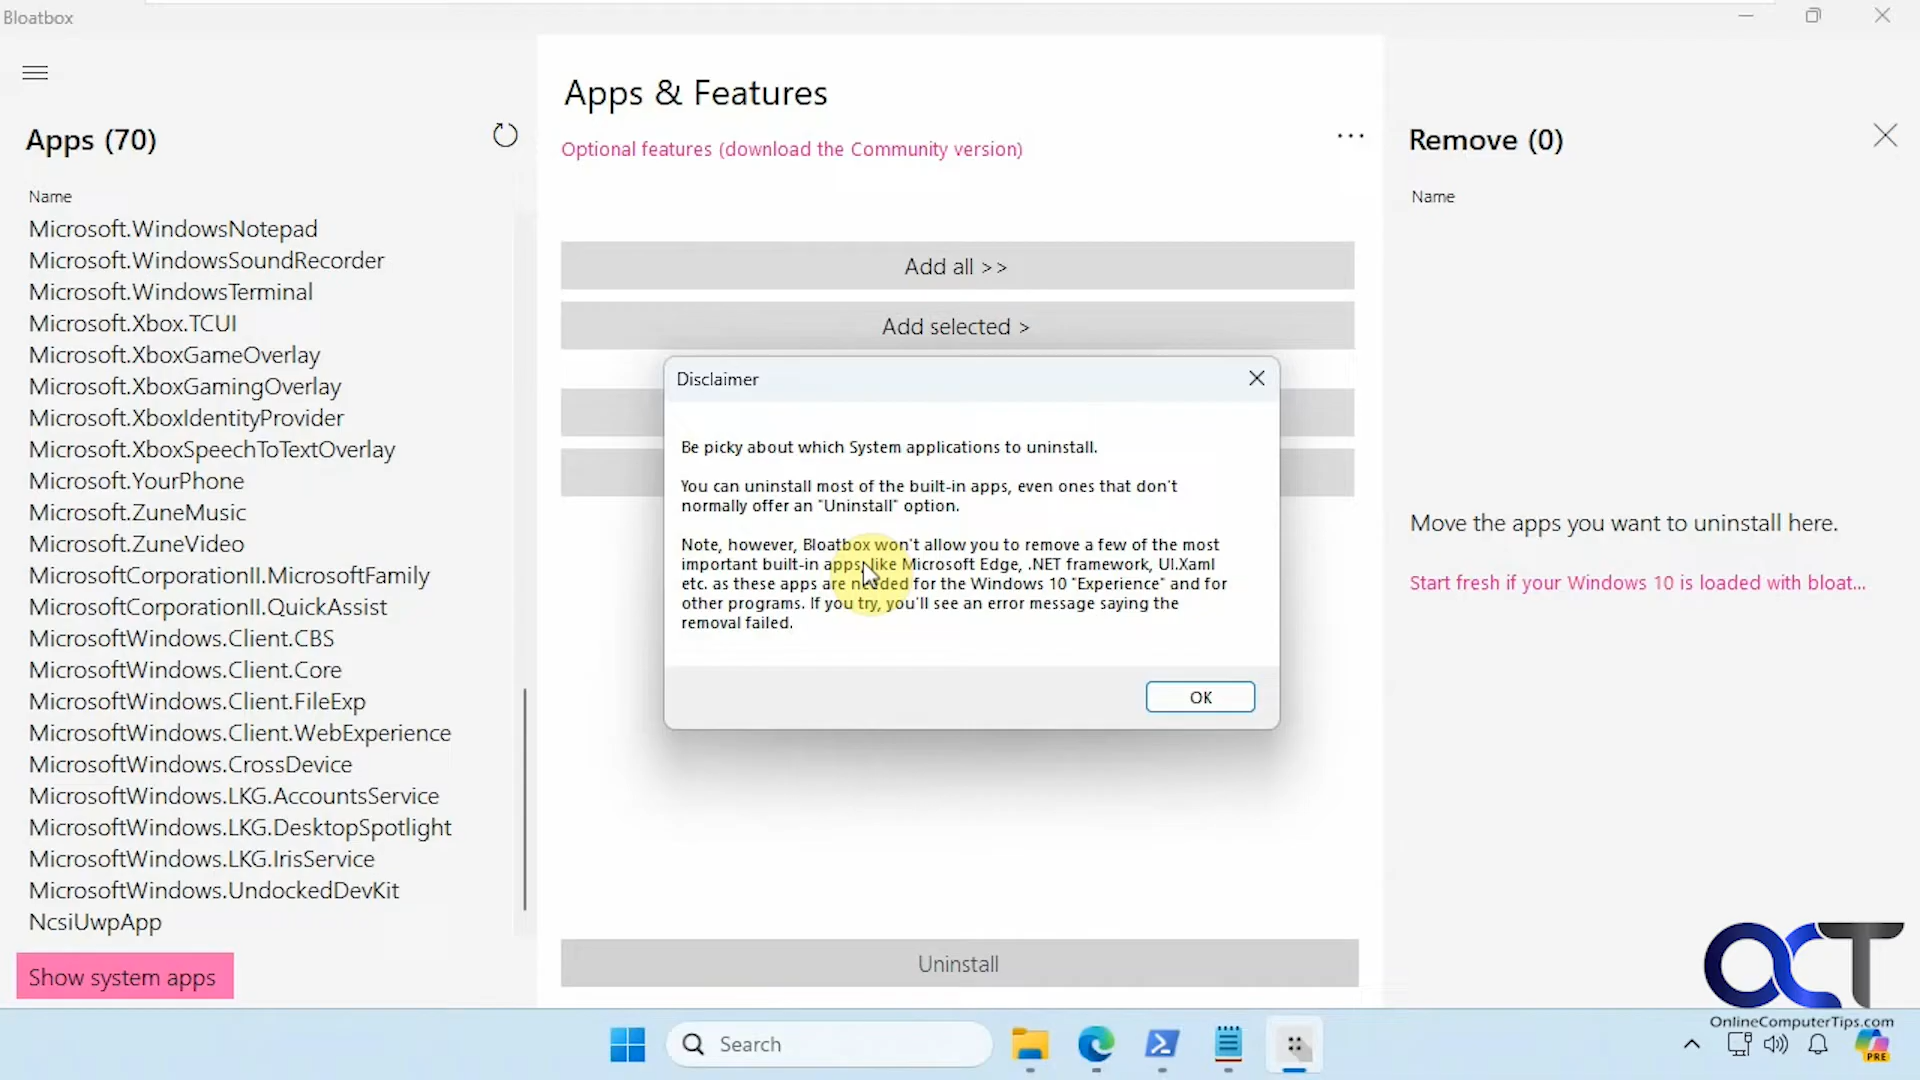 Bloatbox
Apps & Features
Apps (70)
Optional features (download the Community version)
...
Remove (0)
Name
Name
Microsoft.WindowsNotepad
Microsoft.WindowsSoundRecorder
Microsoft.WindowsTerminal
Microsoft.Xbox.TCUI
Microsoft.XboxGameOverlay
Microsoft.XboxGamingOverlay
Microsoft.XboxIdentityProvider
Microsoft.XboxSpeechToTextOverlay
Microsoft.YourPhone
Microsoft.ZuneMusic
Microsoft.ZuneVideo
MicrosoftCorporationII.MicrosoftFamily
MicrosoftCorporationII.QuickAssist
MicrosoftWindows.Client.CBS
MicrosoftWindows.Client.Core
MicrosoftWindows.Client.FileExp
MicrosoftWindows.Client.WebExperience
MicrosoftWindows.CrossDevice
MicrosoftWindows.LKG.AccountsService
MicrosoftWindows.LKG.DesktopSpotlight
MicrosoftWindows.LKG.IrisService
MicrosoftWindows.UndockedDevKit
NcsiUwpApp
Show system apps
Add all >>
Add selected >
Disclaimer
Be picky about which System applications to uninstall.
You can uninstall most of the built-in apps, even ones that don't
normally offer an "Uninstall" option.
Note, however, Bloatbox won't allow you to remove a few of the most
important built-in apps, like Microsoft Edge, .NET framework, UI.Xaml
etc. as these apps are needed for the Windows 10 "Experience" and for
other programs. If you try, you'll see an error message saying the
removal failed.
OK
Uninstall
Move the apps you want to uninstall here.
Start fresh if your Windows 10 is loaded with bloat...
OCT
OnlineComputerTips.com
Search
PRE